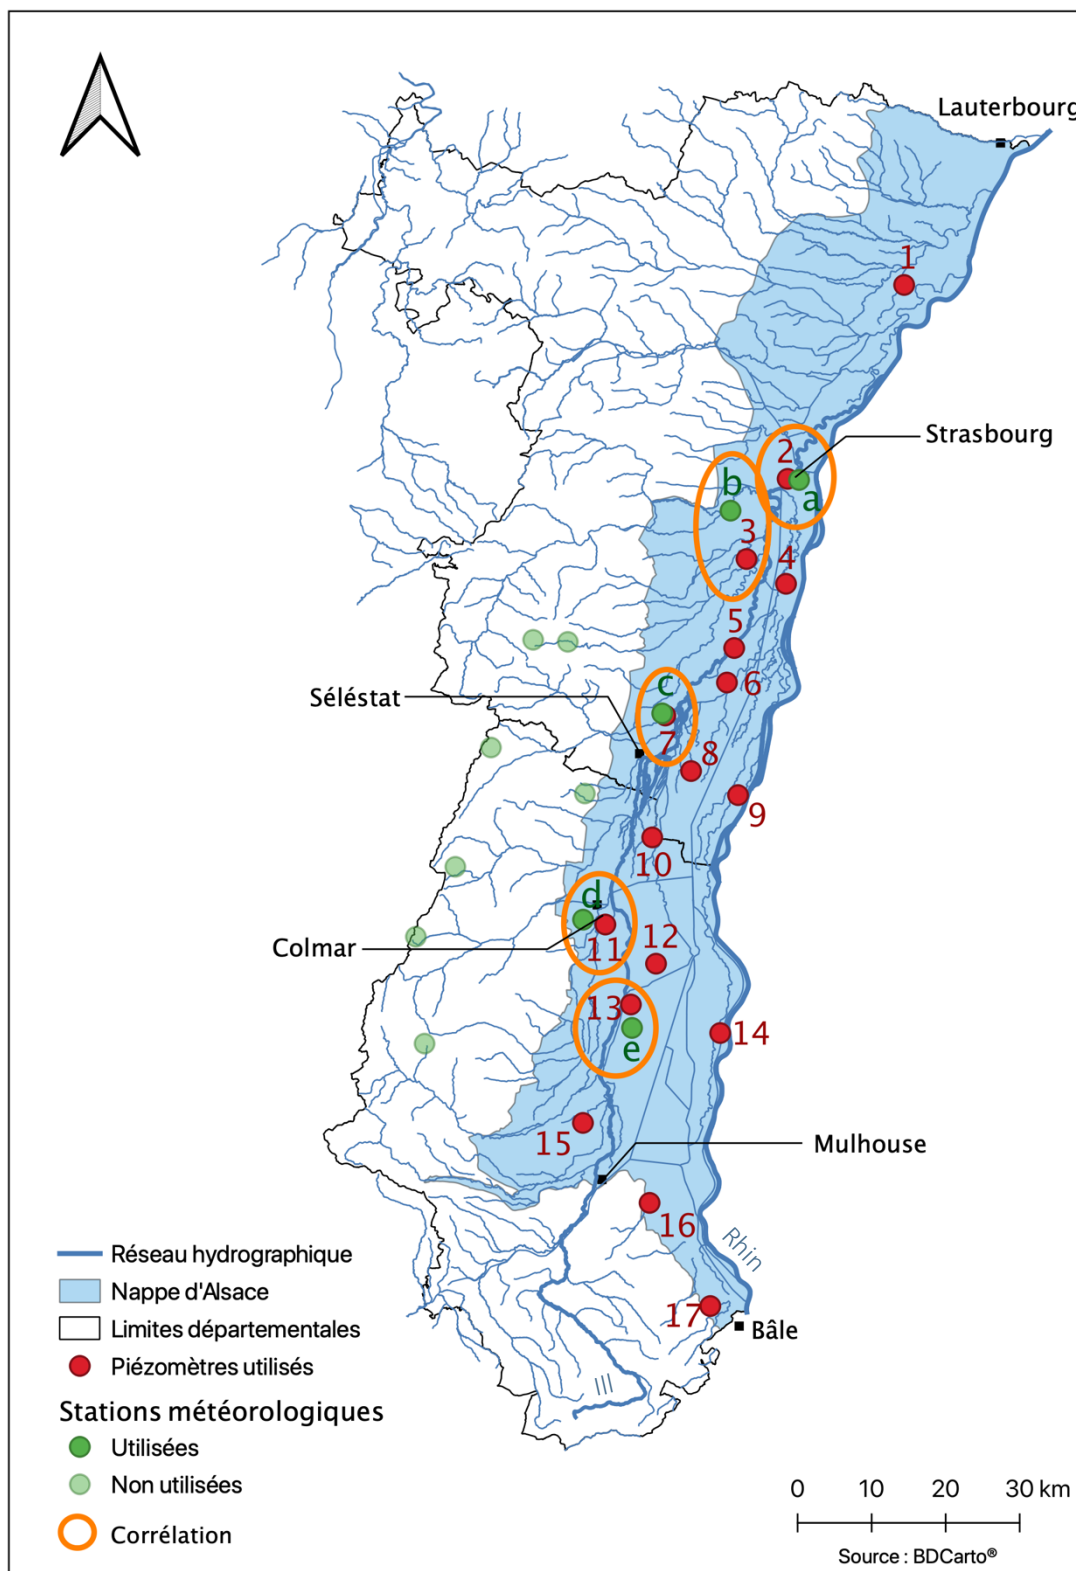 Lauterbourg
1
Strasbourg
2
a
b
3
4
5
6
c
Séléstat
7
8
9
10
d
Colmar
11
12
13
14
e
15
Mulhouse
16
Rhin
17
Bâle
Ill
Réseau hydrographique
Nappe d'Alsace
Limites départementales
Piézomètres utilisés
Stations météorologiques
Utilisées
Non utilisées
Corrélation
0 10 20 30 km
Source : BDCarto®